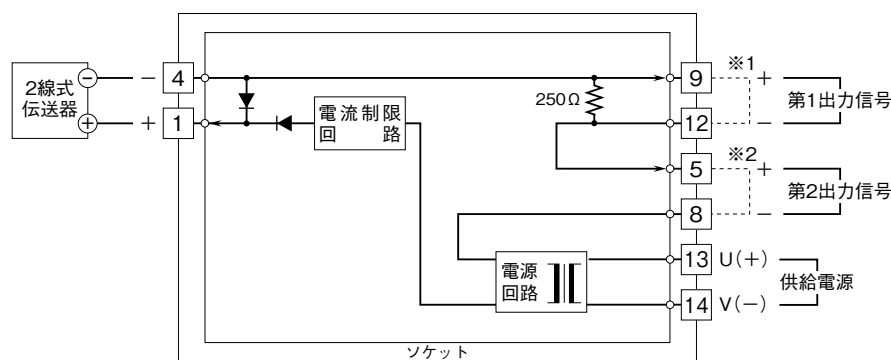 2線式
伝送器
−
+
−
+
4
1
電流制限
回路
250Ω
電源
回路
9
12
5
8
13
14
※1
+
−
第1出力信号
※2
+
−
第2出力信号
U(+)
V(−)
供給電源
ソケット